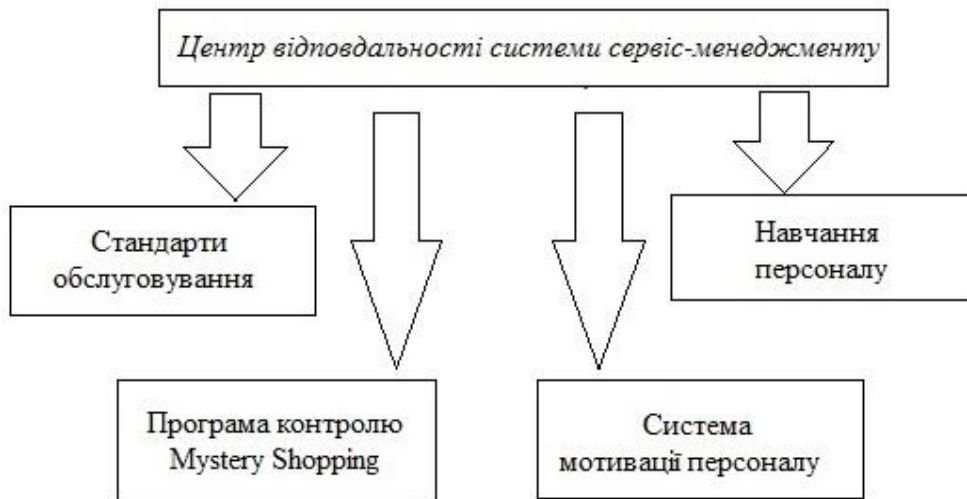 Центр відповдальності системи сервіс-менеджменту
Стандарти
обслуговування
Навчання
персоналу
Програма контролю
Mystery Shopping
Система
мотивації персоналу